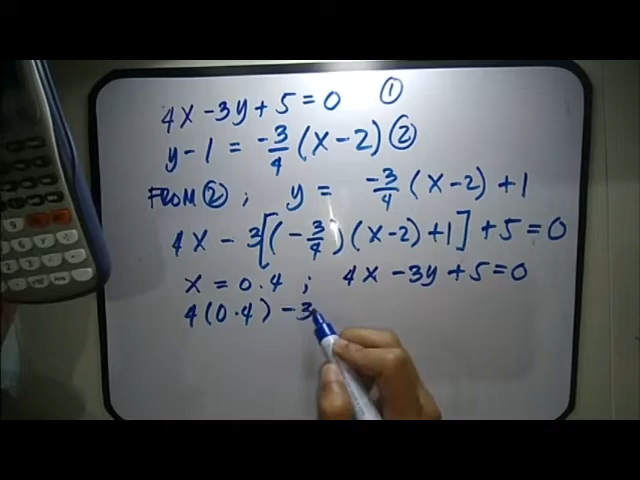 4x - 3y + 5 = 0 ①
y - 1 = -3/4 (x - 2) ②
FROM ② ; y = -3/4 (x - 2) + 1
4x - 3[(-3/4)(x - 2) + 1] + 5 = 0
x = 0.4 ; 4x - 3y + 5 = 0
4(0.4) - 3